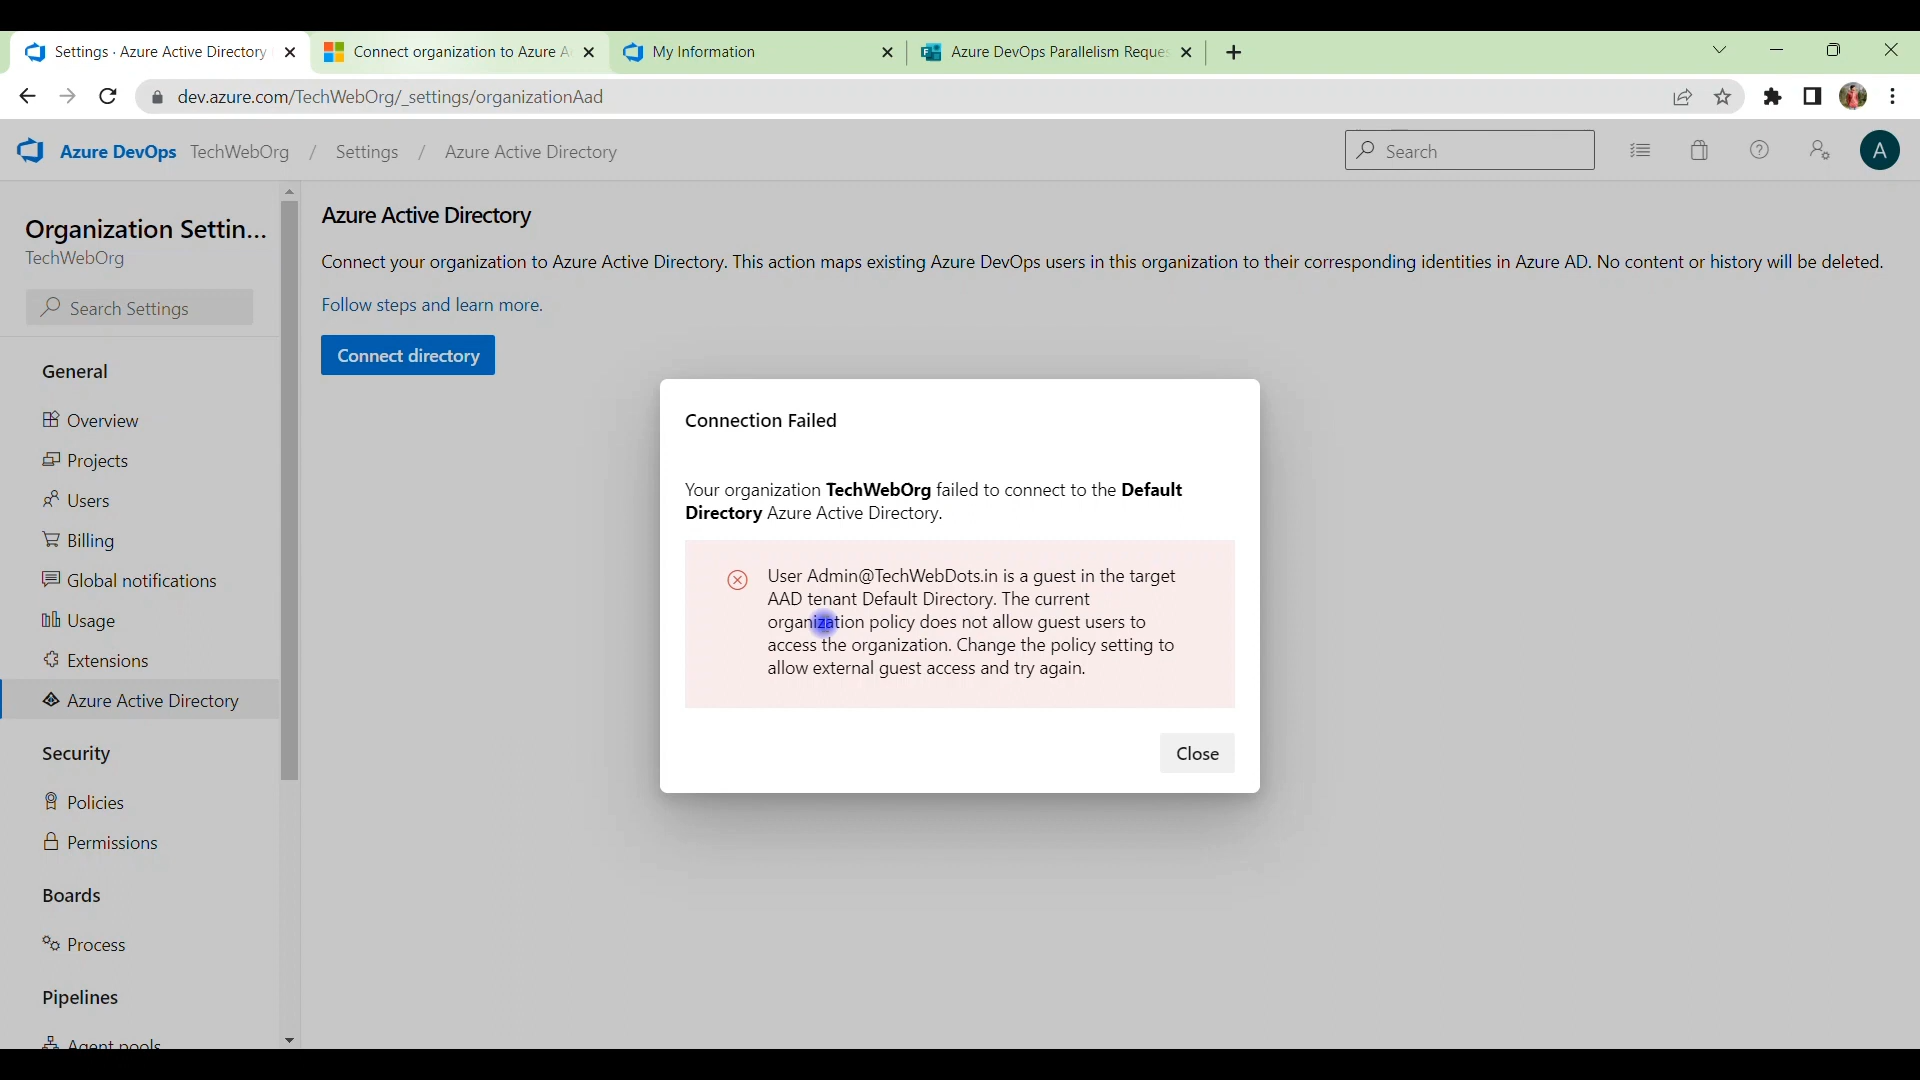 Settings · Azure Active Directory
Connect organization to Azure A
My Information
Azure DevOps Parallelism Reques
dev.azure.com/TechWebOrg/_settings/organizationAad
Azure DevOps TechWebOrg / Settings / Azure Active Directory
Search
A
Organization Settin...
TechWebOrg
Search Settings
General
Overview
Projects
Users
Billing
Global notifications
Usage
Extensions
Azure Active Directory
Security
Policies
Permissions
Boards
Process
Pipelines
Agent pools
Azure Active Directory
Connect your organization to Azure Active Directory. This action maps existing Azure DevOps users in this organization to their corresponding identities in Azure AD. No content or history will be deleted.
Follow steps and learn more.
Connect directory
Connection Failed
Your organization TechWebOrg failed to connect to the Default
Directory Azure Active Directory.
User Admin@TechWebDots.in is a guest in the target
AAD tenant Default Directory. The current
organization policy does not allow guest users to
access the organization. Change the policy setting to
allow external guest access and try again.
Close